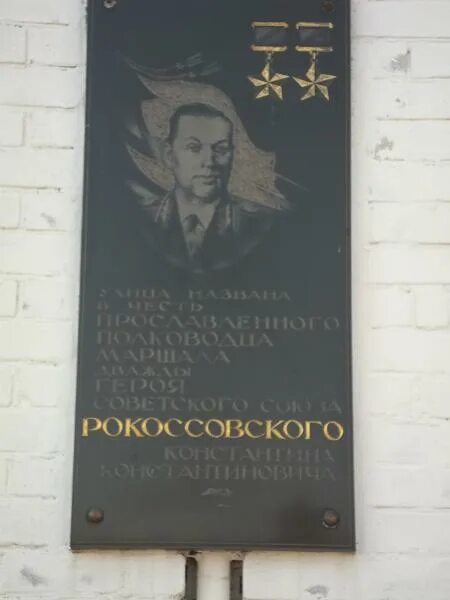 УЛИЦА НАЗВАНА
В ЧЕСТЬ
ПРОСЛАВЛЕННОГО
ПОЛКОВОДЦА
МАРШАЛА
ДВАЖДЫ
ГЕРОЯ
СОВЕТСКОГО СОЮЗА
РОКОССОВСКОГО
КОНСТАНТИНА
КОНСТАНТИНОВИЧА